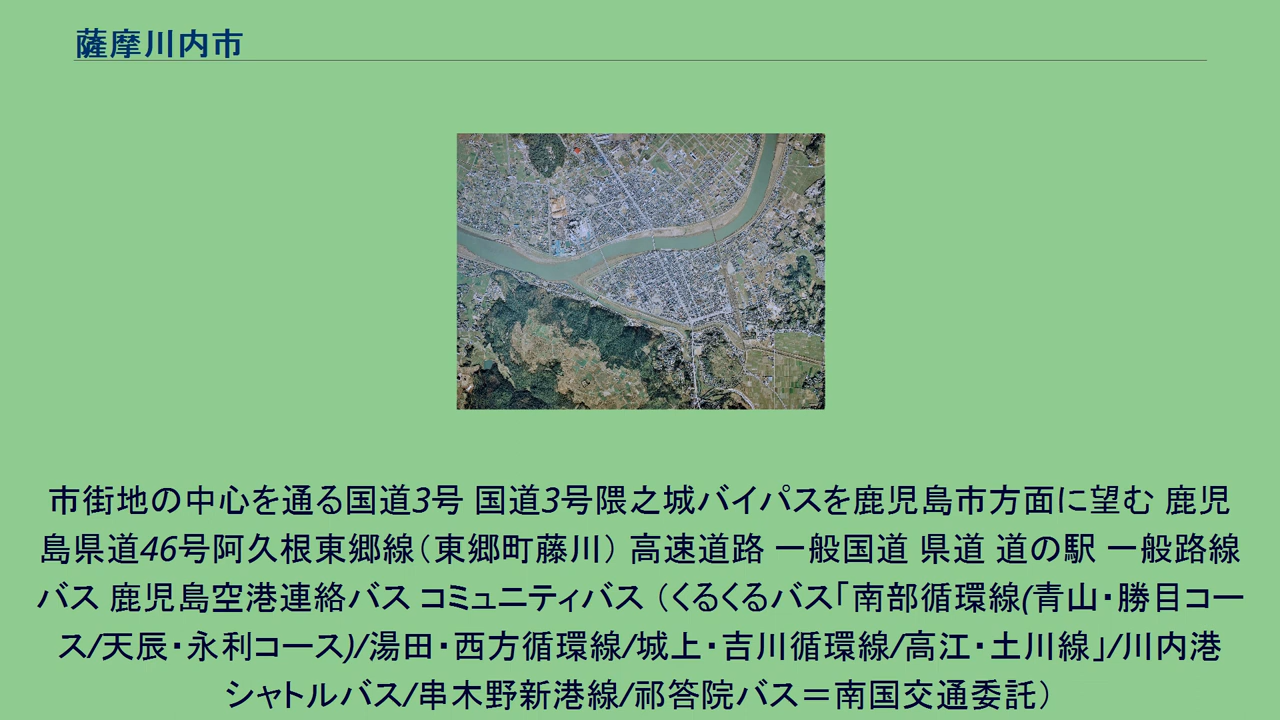 薩摩川内市
市街地の中心を通る国道3号 国道3号隈之城バイパスを鹿児島市方面に望む 鹿児
島県道46号阿久根東郷線（東郷町藤川） 高速道路 一般国道 県道 道の駅 一般路線
バス 鹿児島空港連絡バス コミュニティバス （くるくるバス「南部循環線(青山・勝目コー
ス/天辰・永利コース)/湯田・西方循環線/城上・吉川循環線/高江・土川線」/川内港
シャトルバス/串木野新港線/祁答院バス＝南国交通委託）